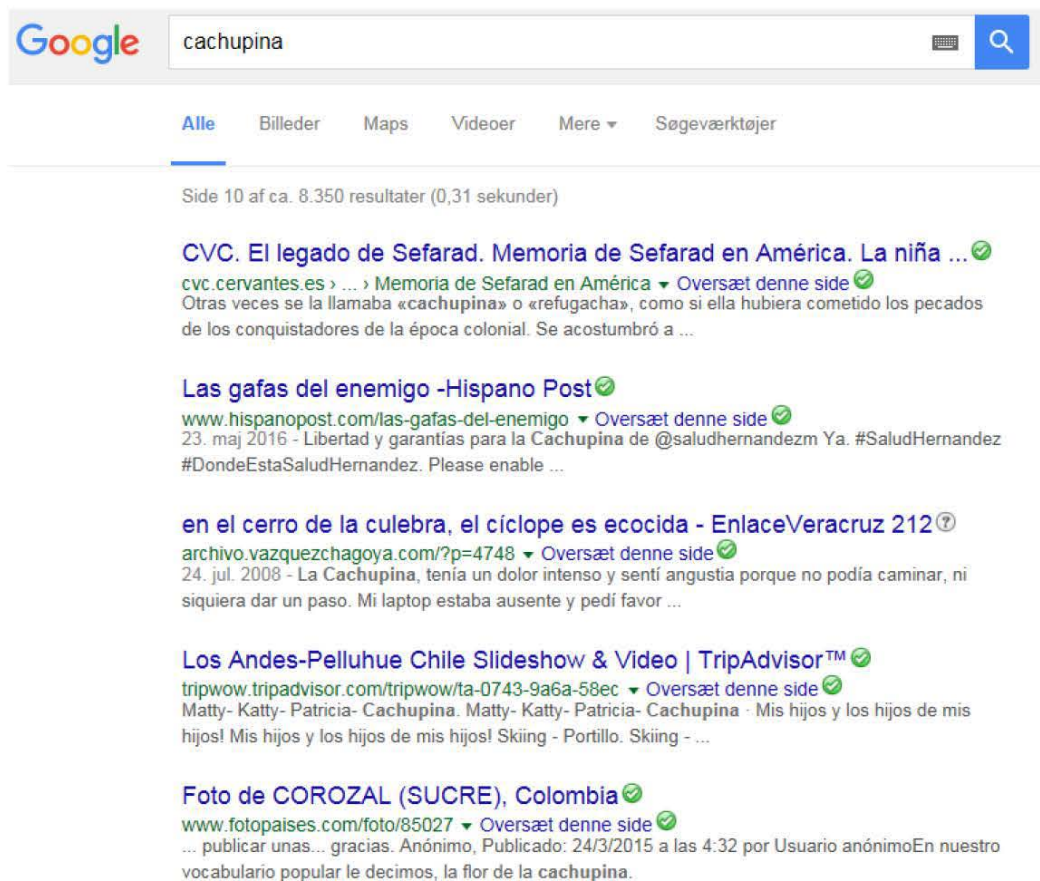 Google
cachupina
Alle Billeder Maps Videoer Mere Søgeværktøjer
Side 10 af ca. 8.350 resultater (0,31 sekunder)
CVC. El legado de Sefarad. Memoria de Sefarad en América. La niña ...
cvc.cervantes.es › ... › Memoria de Sefarad en América ▾ Oversæt denne side
Otras veces se la llamaba «cachupina» o «refugacha», como si ella hubiera cometido los pecados
de los conquistadores de la época colonial. Se acostumbró a ...
Las gafas del enemigo -Hispano Post
www.hispanopost.com/las-gafas-del-enemigo ▾ Oversæt denne side
23. maj 2016 - Libertad y garantías para la Cachupina de @saludhernandezm Ya. #SaludHernandez
#DondeEstaSaludHernandez. Please enable ...
en el cerro de la culebra, el cíclope es ecocida - EnlaceVeracruz 212
archivo.vazquezchagoya.com/?p=4748 ▾ Oversæt denne side
24. jul. 2008 - La Cachupina, tenía un dolor intenso y sentí angustia porque no podía caminar, ni
siquiera dar un paso. Mi laptop estaba ausente y pedí favor ...
Los Andes-Pelluhue Chile Slideshow & Video | TripAdvisor™
tripwow.tripadvisor.com/tripwow/ta-0743-9a6a-58ec ▾ Oversæt denne side
Matty- Katty- Patricia- Cachupina. Matty- Katty- Patricia- Cachupina · Mis hijos y los hijos de mis
hijos! Mis hijos y los hijos de mis hijos! Skiing - Portillo. Skiing - ...
Foto de COROZAL (SUCRE), Colombia
www.fotopaises.com/foto/85027 ▾ Oversæt denne side
... publicar unas... gracias. Anónimo, Publicado: 24/3/2015 a las 4:32 por Usuario anónimoEn nuestro
vocabulario popular le decimos, la flor de la cachupina.